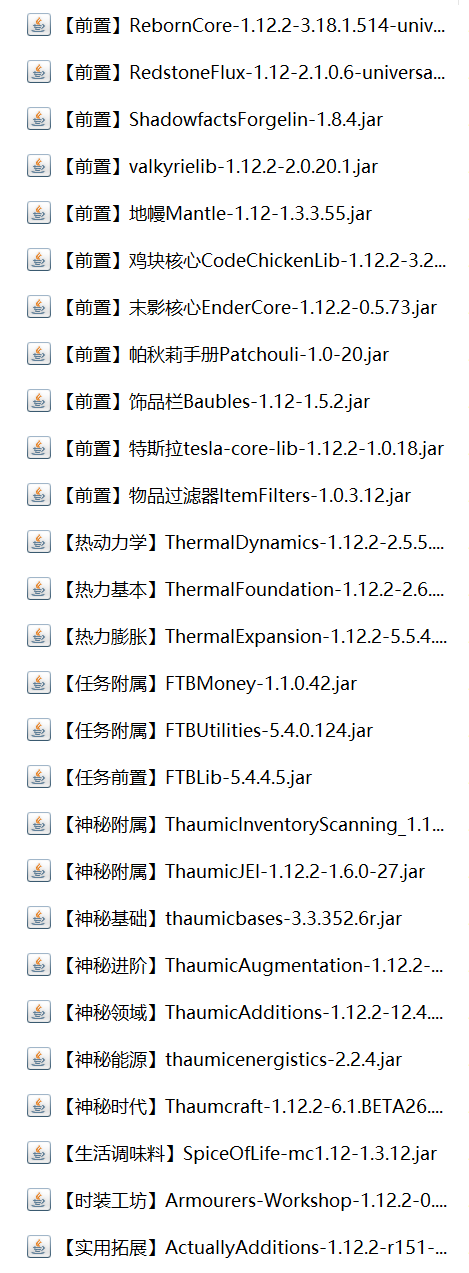 【前置】RebornCore-1.12.2-3.18.1.514-univ...
【前置】RedstoneFlux-1.12-2.1.0.6-universa...
【前置】ShadowfactsForgelin-1.8.4.jar
【前置】valkyrielib-1.12.2-2.0.20.1.jar
【前置】地幔Mantle-1.12-1.3.3.55.jar
【前置】鸡块核心CodeChickenLib-1.12.2-3.2...
【前置】末影核心EnderCore-1.12.2-0.5.73.jar
【前置】帕秋莉手册Patchouli-1.0-20.jar
【前置】饰品栏Baubles-1.12-1.5.2.jar
【前置】特斯拉tesla-core-lib-1.12.2-1.0.18.jar
【前置】物品过滤器ItemFilters-1.0.3.12.jar
【热动力学】ThermalDynamics-1.12.2-2.5.5....
【热力基本】ThermalFoundation-1.12.2-2.6....
【热力膨胀】ThermalExpansion-1.12.2-5.5.4....
【任务附属】FTBMoney-1.1.0.42.jar
【任务附属】FTBUtilities-5.4.0.124.jar
【任务前置】FTBLib-5.4.4.5.jar
【神秘附属】ThaumicInventoryScanning_1.1...
【神秘附属】ThaumicJEI-1.12.2-1.6.0-27.jar
【神秘基础】thaumicbases-3.3.352.6r.jar
【神秘进阶】ThaumicAugmentation-1.12.2-...
【神秘领域】ThaumicAdditions-1.12.2-12.4....
【神秘能源】thaumicenergistics-2.2.4.jar
【神秘时代】Thaumcraft-1.12.2-6.1.BETA26....
【生活调味料】SpiceOfLife-mc1.12-1.3.12.jar
【时装工坊】Armourers-Workshop-1.12.2-0....
【实用拓展】ActuallyAdditions-1.12.2-r151-...